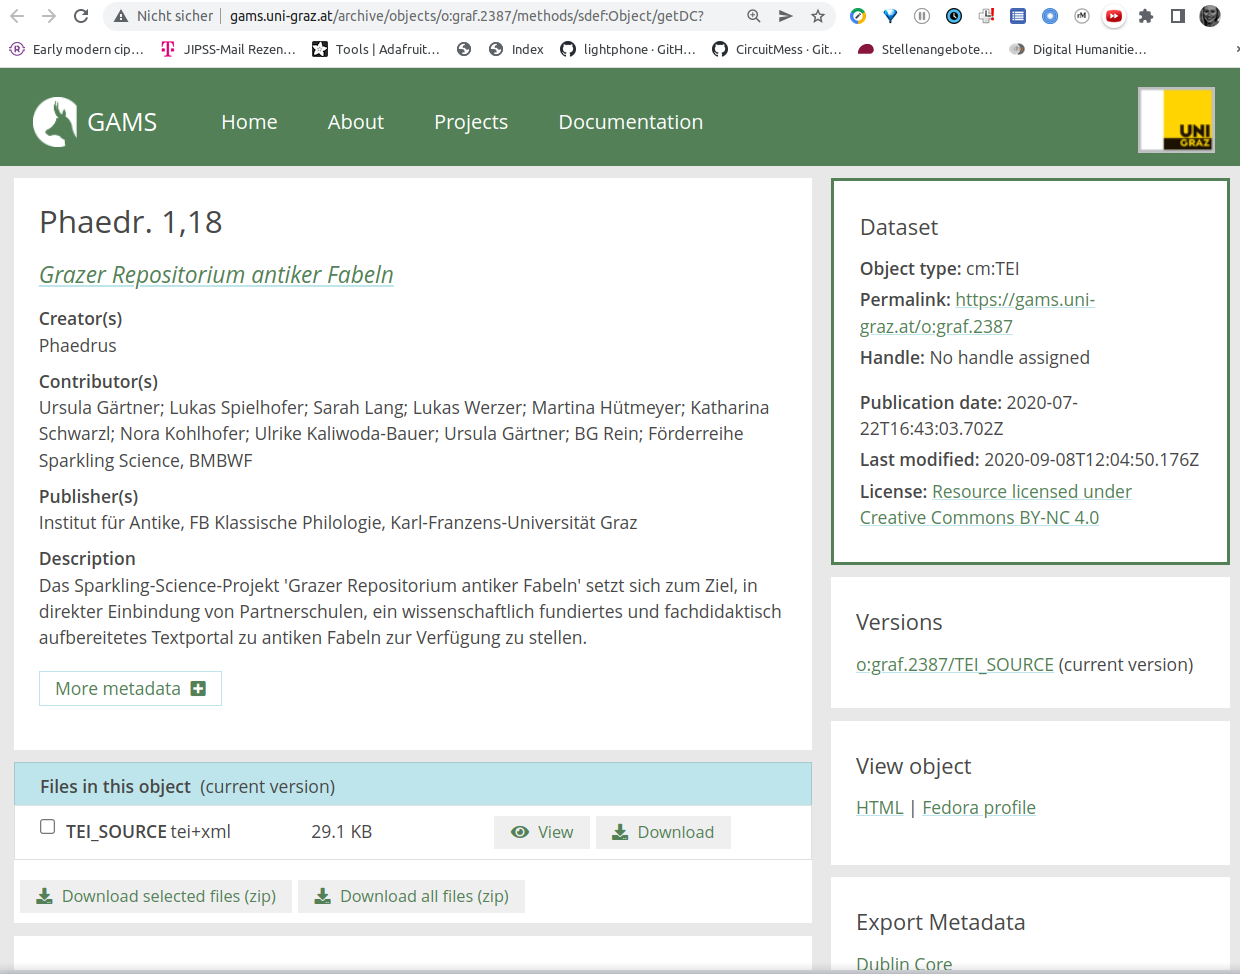 Nicht sicher
gams.uni-graz.at/archive/objects/o:graf.2387/methods/sdef:Object/getDC?
Early modern cip…
JIPSS-Mail Rezen…
Tools | Adafruit…
Index
lightphone · GitH…
CircuitMess · Git…
Stellenangebote…
Digital Humanitie…
GAMS
Home
About
Projects
Documentation
UNI
GRAZ
Phaedr. 1,18
Grazer Repositorium antiker Fabeln
Creator(s)
Phaedrus
Contributor(s)
Ursula Gärtner; Lukas Spielhofer; Sarah Lang; Lukas Werzer; Martina Hütmeyer; Katharina
Schwarzl; Nora Kohlhofer; Ulrike Kaliwoda-Bauer; Ursula Gärtner; BG Rein; Förderreihe
Sparkling Science, BMBWF
Publisher(s)
Institut für Antike, FB Klassische Philologie, Karl-Franzens-Universität Graz
Description
Das Sparkling-Science-Projekt 'Grazer Repositorium antiker Fabeln' setzt sich zum Ziel, in
direkter Einbindung von Partnerschulen, ein wissenschaftlich fundiertes und fachdidaktisch
aufbereitetes Textportal zu antiken Fabeln zur Verfügung zu stellen.
More metadata
Files in this object (current version)
TEI_SOURCE tei+xml
29.1 KB
View
Download
Download selected files (zip)
Download all files (zip)
Dataset
Object type: cm:TEI
Permalink: https://gams.uni-
graz.at/o:graf.2387
Handle: No handle assigned
Publication date: 2020-07-
22T16:43:03.702Z
Last modified: 2020-09-08T12:04:50.176Z
License: Resource licensed under
Creative Commons BY-NC 4.0
Versions
o:graf.2387/TEI_SOURCE (current version)
View object
HTML | Fedora profile
Export Metadata
Dublin Core